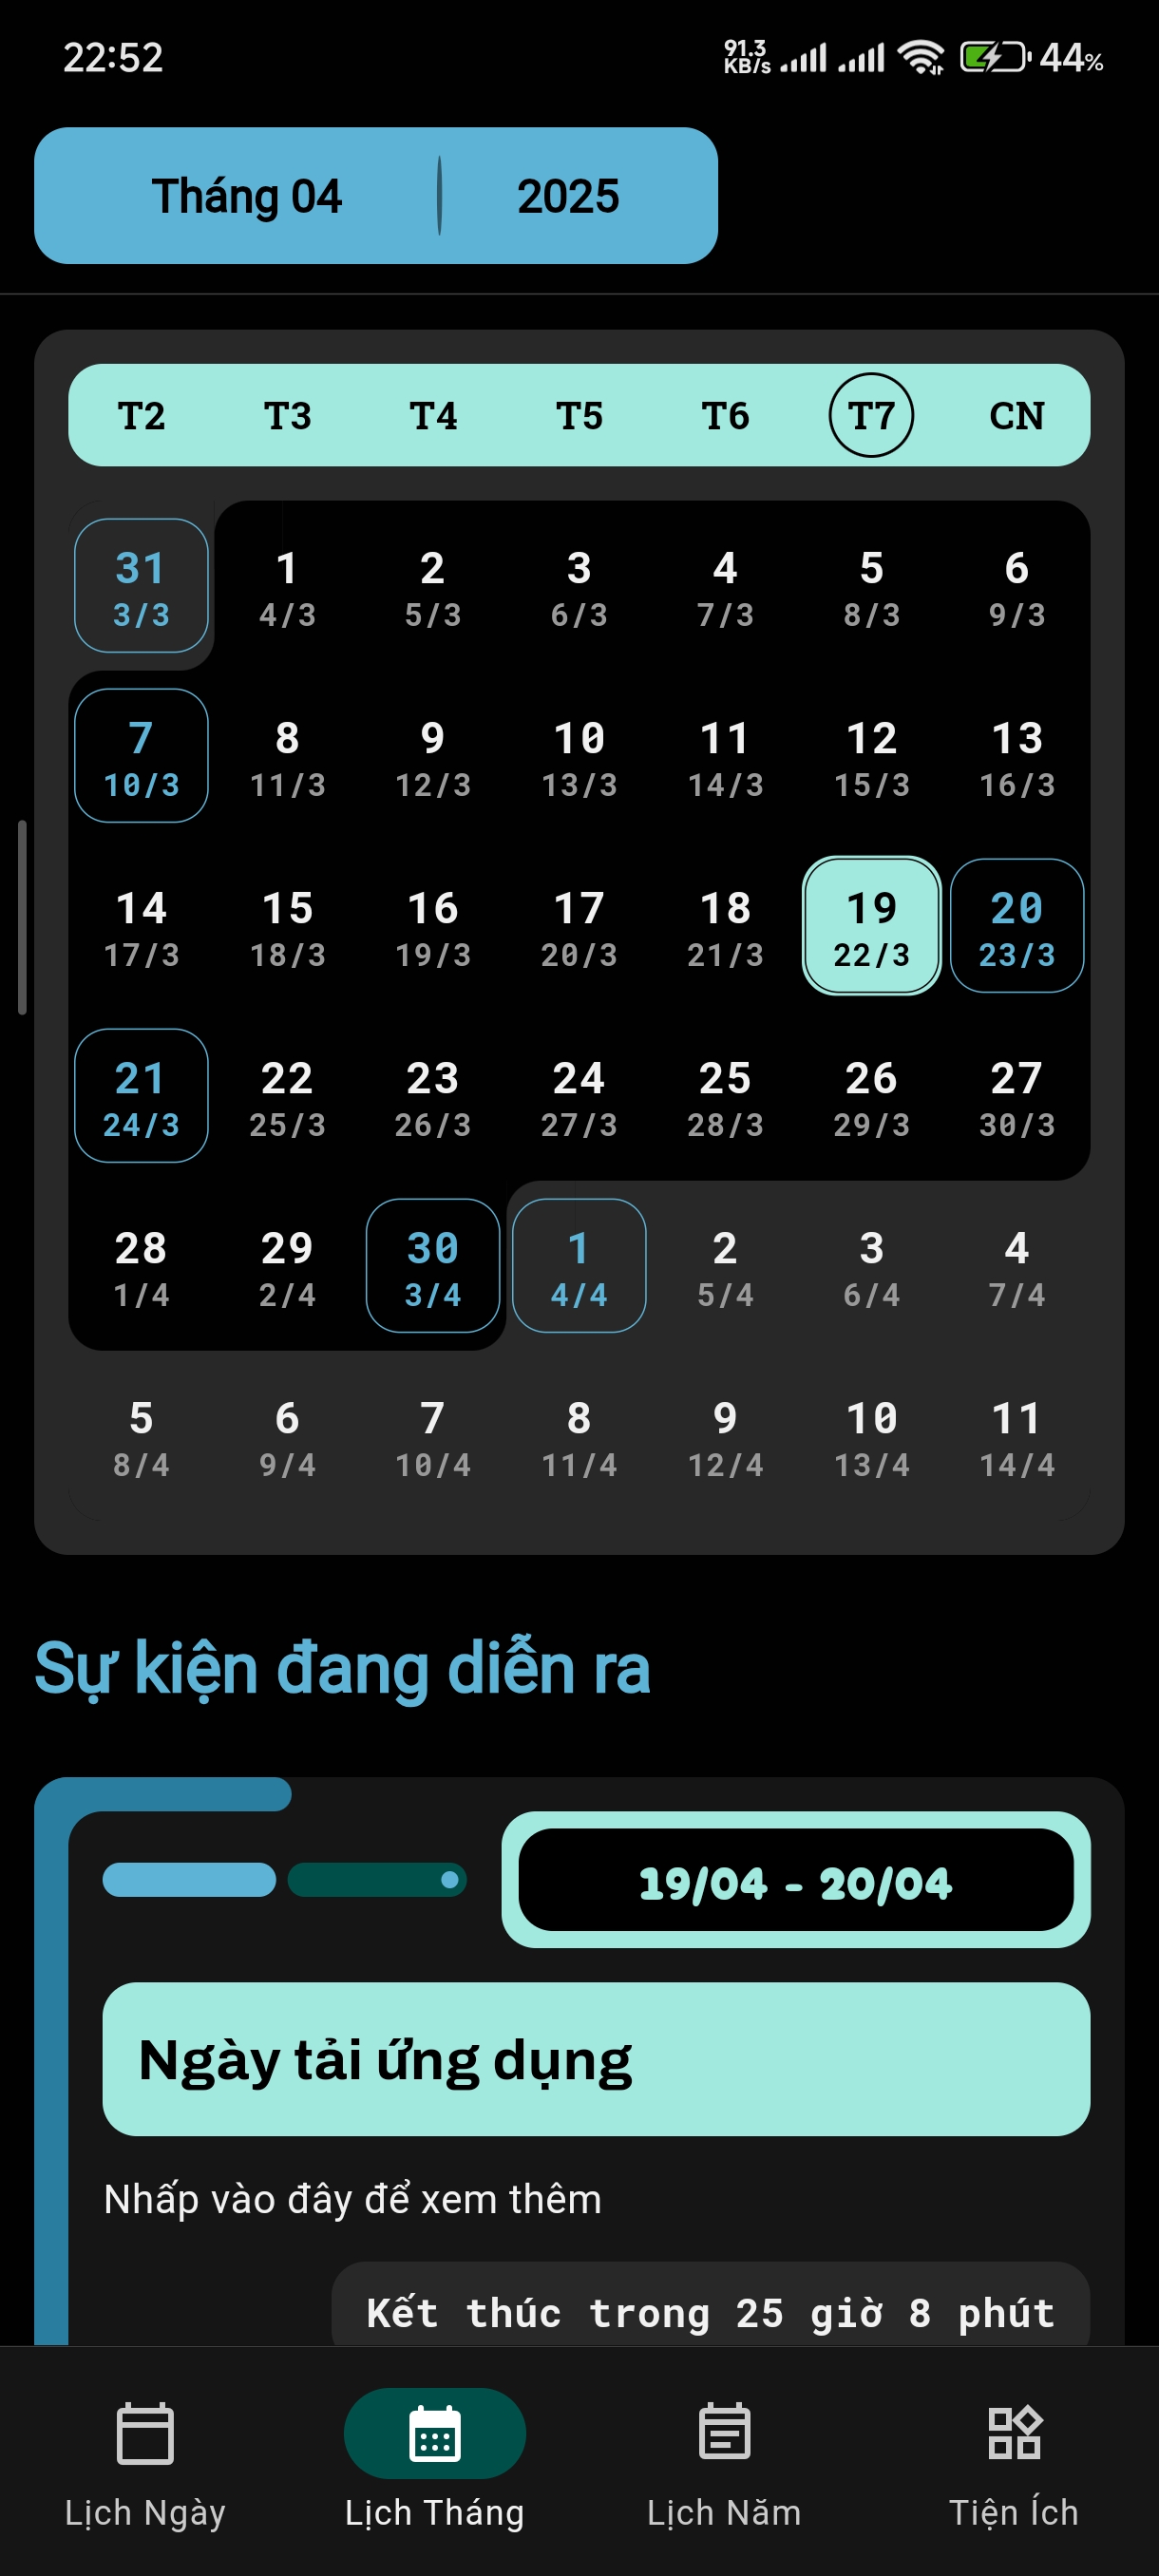 22:52
91.3 KB/s 44%
Tháng 04 2025
T2 T3 T4 T5 T6 T7 CN
31 1 2 3 4 5 6
3/3 4/3 5/3 6/3 7/3 8/3 9/3
7 8 9 10 11 12 13
10/3 11/3 12/3 13/3 14/3 15/3 16/3
14 15 16 17 18 19 20
17/3 18/3 19/3 20/3 21/3 22/3 23/3
21 22 23 24 25 26 27
24/3 25/3 26/3 27/3 28/3 29/3 30/3
28 29 30 1 2 3 4
1/4 2/4 3/4 4/4 5/4 6/4 7/4
5 6 7 8 9 10 11
8/4 9/4 10/4 11/4 12/4 13/4 14/4
Sự kiện đang diễn ra
19/04 - 20/04
Ngày tải ứng dụng
Nhấp vào đây để xem thêm
Kết thúc trong 25 giờ 8 phút
Lịch Ngày Lịch Tháng Lịch Năm Tiện Ích